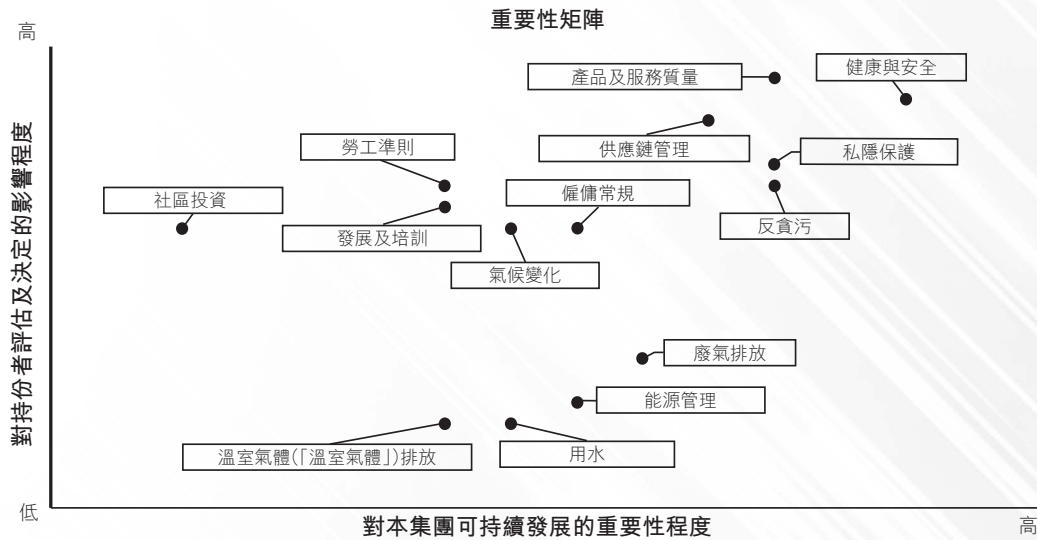 重要性矩陣
高
對持份者評估及決定的影響程度
產品及服務質量
健康與安全
勞工準則
供應鏈管理
私隱保護
社區投資
僱傭常規
反貪污
發展及培訓
氣候變化
廢氣排放
能源管理
溫室氣體(「溫室氣體」)排放
用水
低
對本集團可持續發展的重要性程度
高